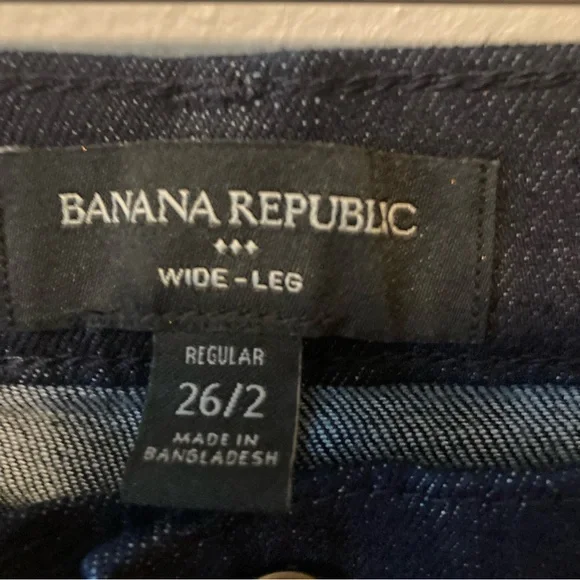 BANANA REPUBLIC
WIDE-LEG
REGULAR
26/2
MADE IN
BANGLADESH